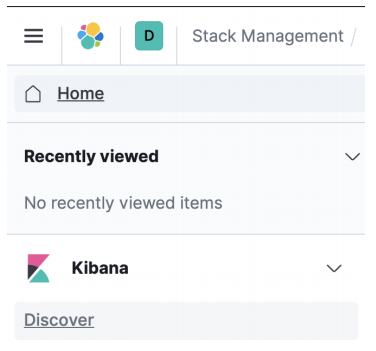 D Stack Management /
Home
Recently viewed
No recently viewed items
Kibana
Discover